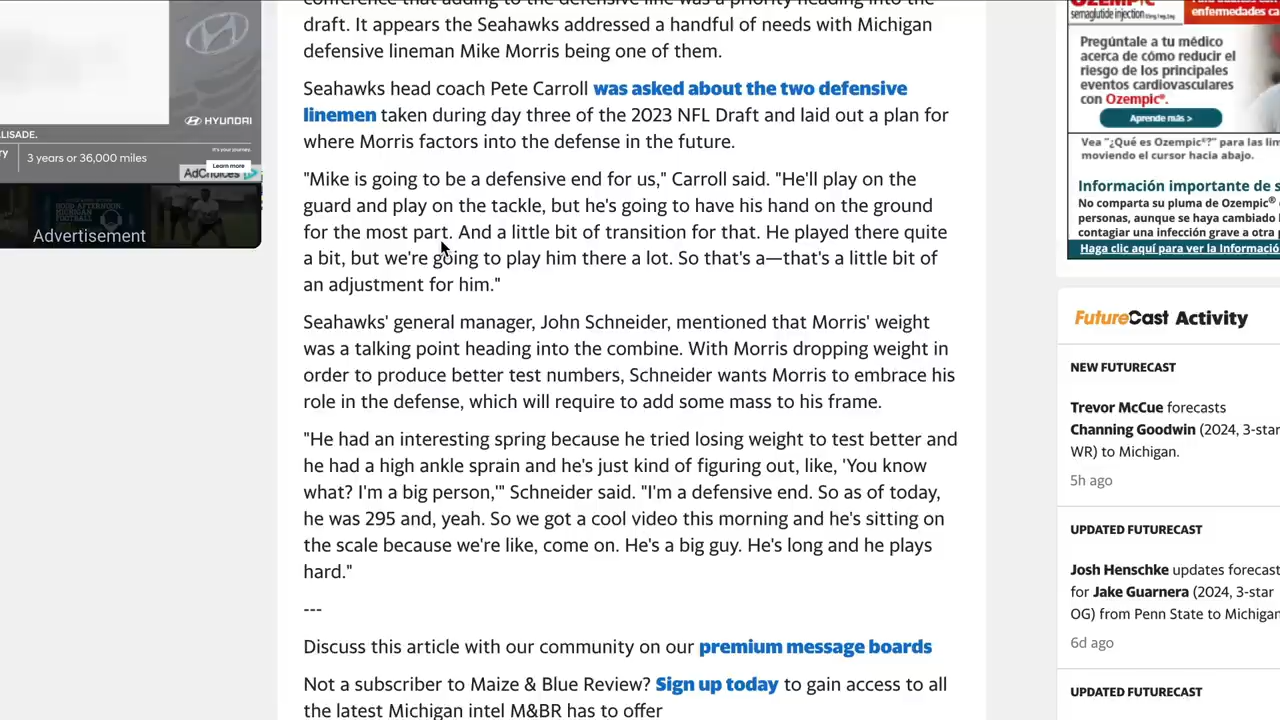 conference that adding to the defensive line was a priority heading into the
draft. It appears the Seahawks addressed a handful of needs with Michigan
defensive lineman Mike Morris being one of them.
Seahawks head coach Pete Carroll was asked about the two defensive
linemen taken during day three of the 2023 NFL Draft and laid out a plan for
where Morris factors into the defense in the future.
"Mike is going to be a defensive end for us," Carroll said. "He'll play on the
guard and play on the tackle, but he's going to have his hand on the ground
for the most part. And a little bit of transition for that. He played there quite
a bit, but we're going to play him there a lot. So that's a—that's a little bit of
an adjustment for him."
Seahawks' general manager, John Schneider, mentioned that Morris' weight
was a talking point heading into the combine. With Morris dropping weight in
order to produce better test numbers, Schneider wants Morris to embrace his
role in the defense, which will require to add some mass to his frame.
"He had an interesting spring because he tried losing weight to test better and
he had a high ankle sprain and he's just kind of figuring out, like, 'You know
what? I'm a big person,'" Schneider said. "I'm a defensive end. So as of today,
he was 295 and, yeah. So we got a cool video this morning and he's sitting on
the scale because we're like, come on. He's a big guy. He's long and he plays
hard."
---
Discuss this article with our community on our premium message boards
Not a subscriber to Maize & Blue Review? Sign up today to gain access to all
the latest Michigan intel M&BR has to offer
HYUNDAI
It's your journey.
ALISADE.
3 years or 36,000 miles
Learn more
AdChoices
GOOD AFTERNOON,
MICHIGAN
FOOTBALL
Advertisement
OZEMPIC
semaglutide injection
enfermedades ca
Pregúntale a tu médico
acerca de cómo reducir el
riesgo de los principales
eventos cardiovasculares
con Ozempic®.
Aprende más >
Vea "¿Qué es Ozempic®?" para las lim
moviendo el cursor hacia abajo.
Información importante de s
No comparta su pluma de Ozempic®
personas, aunque se haya cambiado
contagiar una infección grave a otra
Haga clic aquí para ver la Informació
FutureCast Activity
NEW FUTURECAST
Trevor McCue forecasts
Channing Goodwin (2024, 3-star
WR) to Michigan.
5h ago
UPDATED FUTURECAST
Josh Henschke updates forecast
for Jake Guarnera (2024, 3-star
OG) from Penn State to Michigan
6d ago
UPDATED FUTURECAST